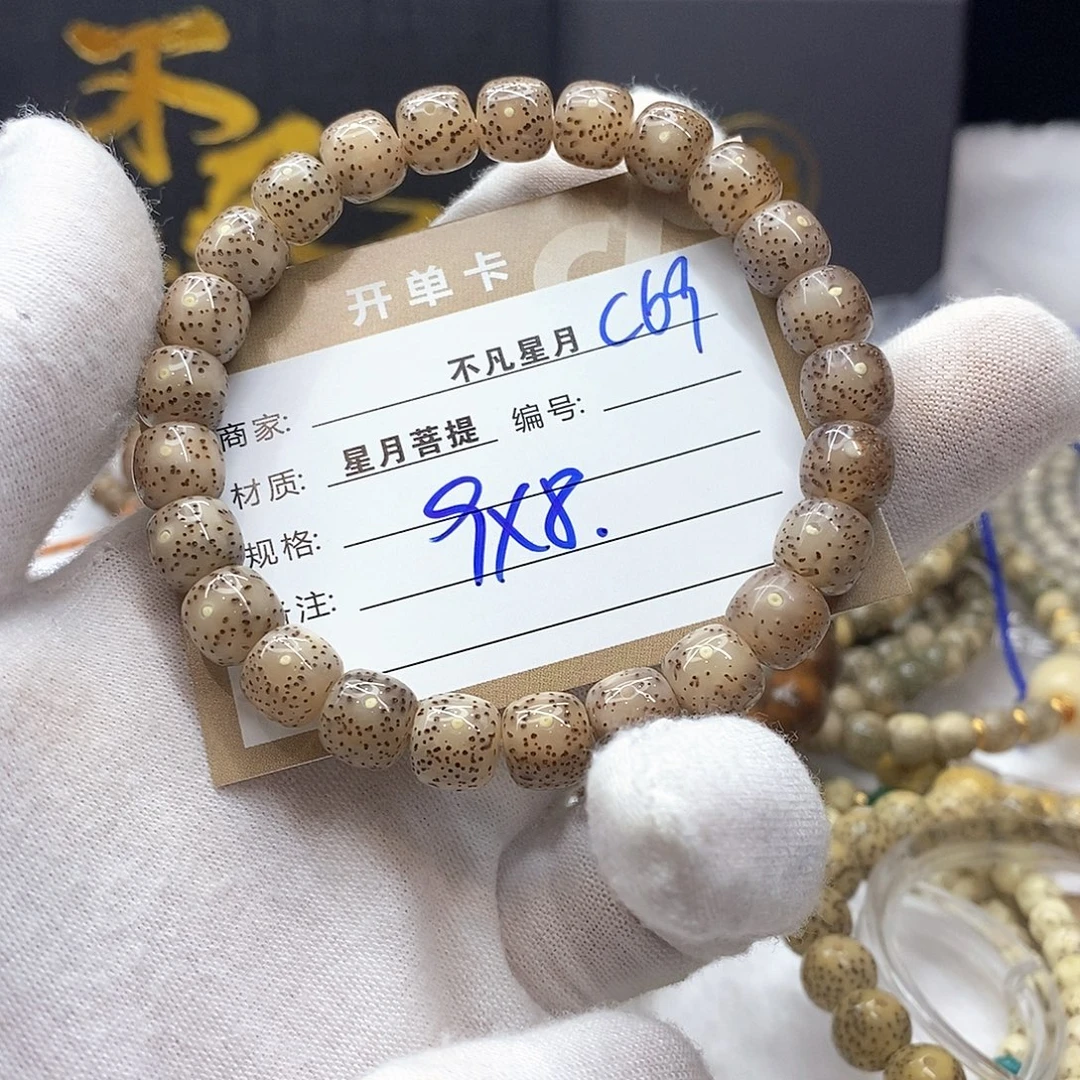 不
开单卡
商家: 不凡星月 C69
材质: 星月菩提 编号:
规格: 9X8.
注: